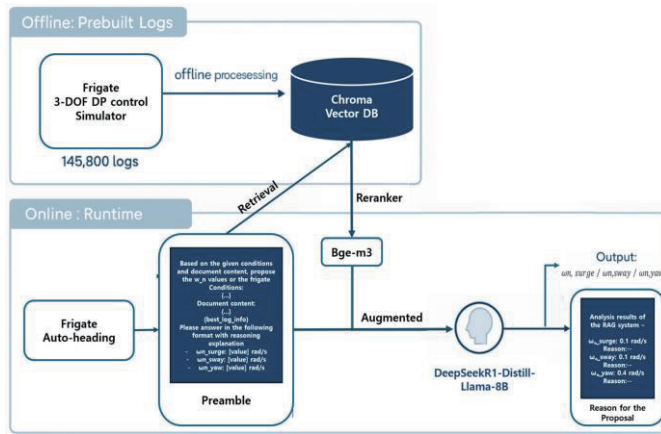 Offline: Prebuilt Logs
Frigate
3-DOF DP control
Simulator
145,800 logs
offline procesessing
Chroma
Vector DB
Retrieval
Reranker
Bge-m3
Online : Runtime
Frigate
Auto-heading
Based on the given conditions
and document content, propose
the w_n values or the frigate
Conditions:
{...}
Document content:
{...}
{best_log_info}
Please answer in the following
format with reasoning
explanation
- ωn_surge: [value] rad/s
- ωn_sway: [value] rad/s
- ωn_yaw: [value] rad/s
Preamble
Augmented
DeepSeekR1-Distill-
Llama-8B
Output:
ωn, surge / ωn,sway / ωn,yaw
Analysis results of
the RAG system –
ωn_surge: 0.1 rad/s
Reason:--
ωn_sway: 0.1 rad/s
Reason:--
ωn_yaw: 0.4 rad/s
Reason:--
Reason for the
Proposal